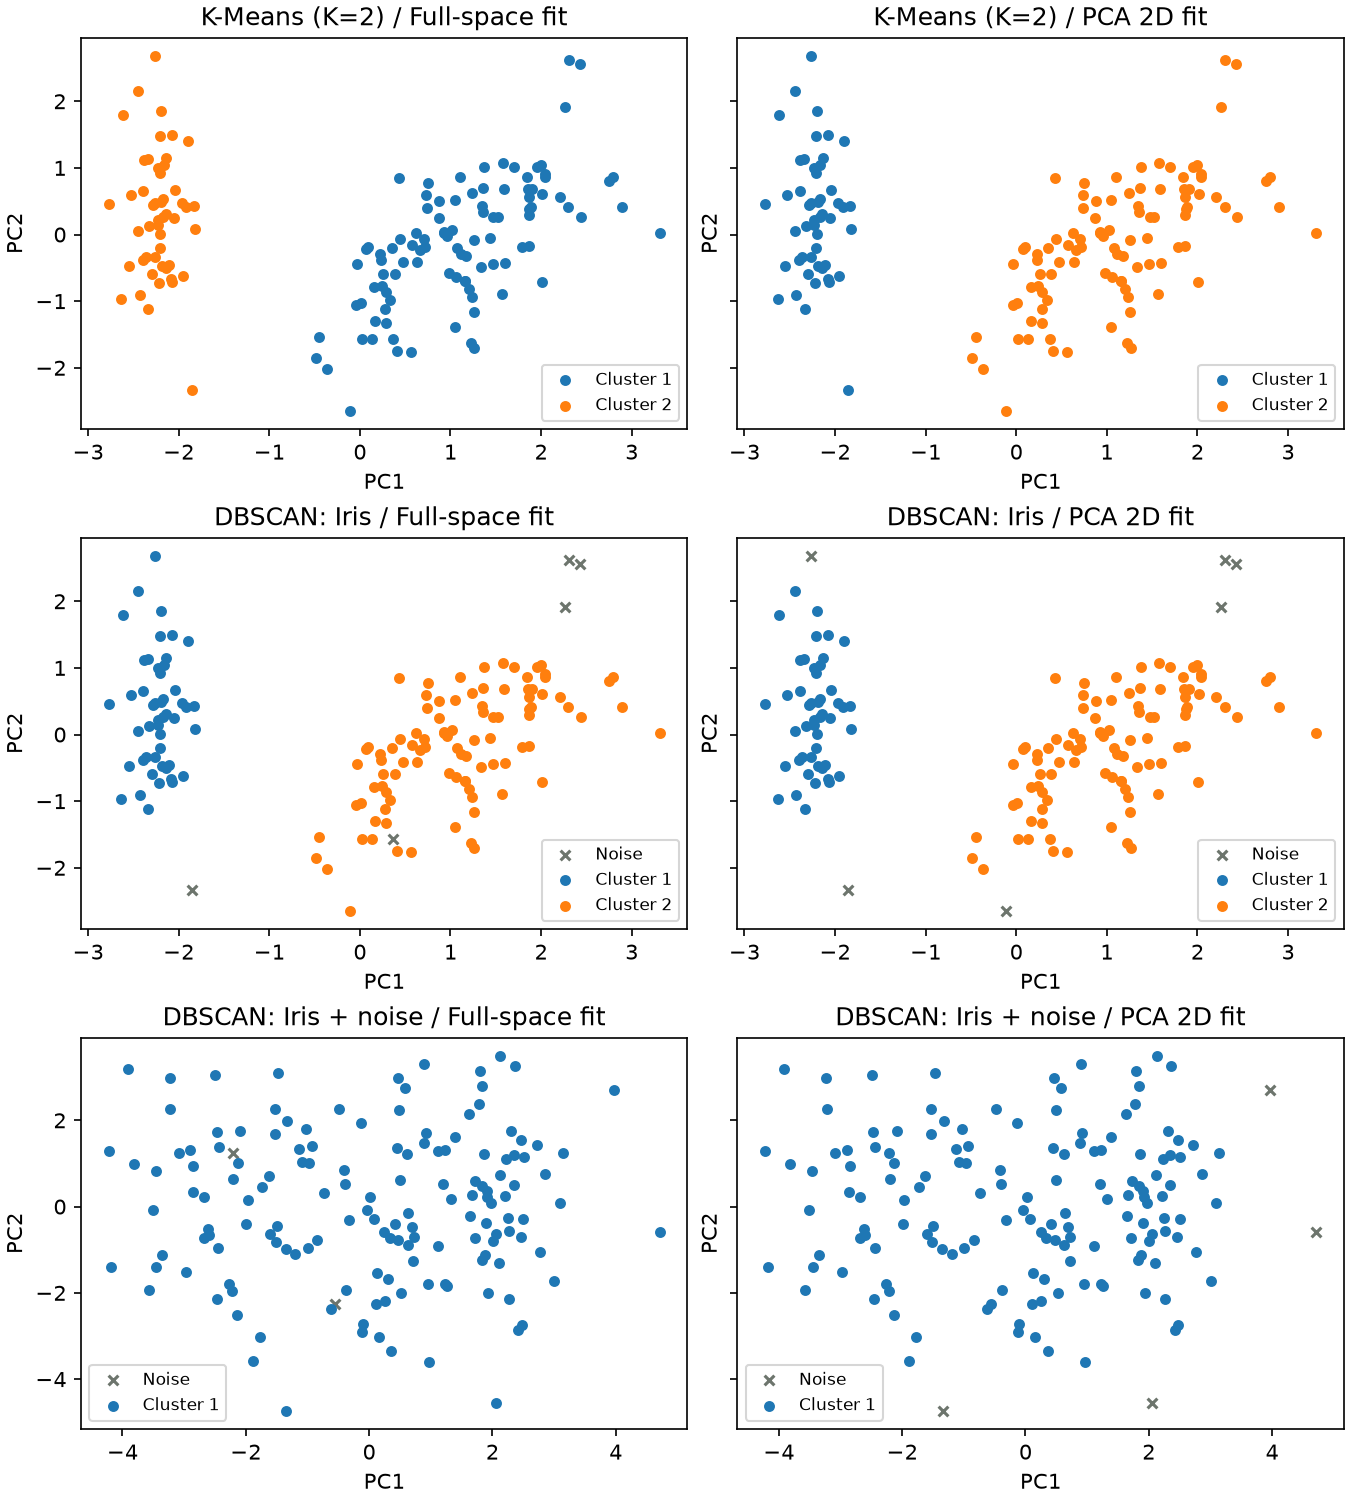 K-Means (K=2) / Full-space fit
K-Means (K=2) / PCA 2D fit
PC2
2
1
0
−1
−2
−3
−2
−1
0
1
2
3
PC1
Cluster 1
Cluster 2
PC2
−3
−2
−1
0
1
2
3
PC1
Cluster 1
Cluster 2
DBSCAN: Iris / Full-space fit
DBSCAN: Iris / PCA 2D fit
PC2
2
1
0
−1
−2
−3
−2
−1
0
1
2
3
PC1
Noise
Cluster 1
Cluster 2
PC2
−3
−2
−1
0
1
2
3
PC1
Noise
Cluster 1
Cluster 2
DBSCAN: Iris + noise / Full-space fit
DBSCAN: Iris + noise / PCA 2D fit
PC2
2
0
−2
−4
−4
−2
0
2
4
PC1
Noise
Cluster 1
PC2
−4
−2
0
2
4
PC1
Noise
Cluster 1